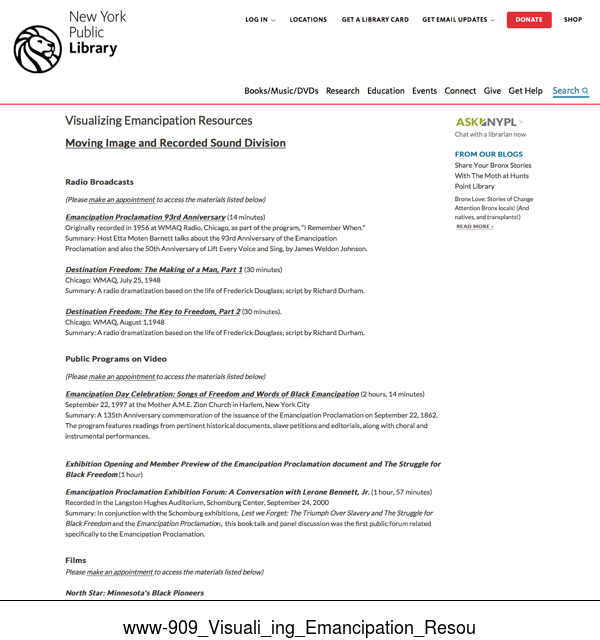 New York
Public
Library
LOG IN
LOCATIONS
GET A LIBRARY CARD
GET EMAIL UPDATES
DONATE
SHOP
Books/Music/DVDs Research Education Events Connect Give Get Help Search
Visualizing Emancipation Resources
Moving Image and Recorded Sound Division
Radio Broadcasts
(Please make an appointment to access the materials listed below)
Emancipation Proclamation 93rd Anniversary (14 minutes)
Originally recorded in 1956 at WMAQ Radio, Chicago, as part of the program, "I Remember When."
Summary: Host Etta Moten Barnett talks about the 93rd Anniversary of the Emancipation
Proclamation and also the 50th Anniversary of Lift Every Voice and Sing, by James Weldon Johnson.
Destination Freedom: The Making of a Man, Part 1 (30 minutes)
Chicago: WMAQ, July 25, 1948
Summary: A radio dramatization based on the life of Frederick Douglass; script by Richard Durham.
Destination Freedom: The Key to Freedom, Part 2 (30 minutes).
Chicago: WMAQ, August 1,1948
Summary: A radio dramatization based on the life of Frederick Douglass; script by Richard Durham.
Public Programs on Video
(Please make an appointment to access the materials listed below)
Emancipation Day Celebration: Songs of Freedom and Words of Black Emancipation (2 hours, 14 minutes)
September 22, 1997 at the Mother A.M.E. Zion Church in Harlem, New York City
Summary: A 135th Anniversary commemoration of the issuance of the Emancipation Proclamation on September 22, 1862.
The program features readings from pertinent historical documents, slave petitions and editorials, along with choral and
instrumental performances.
Exhibition Opening and Member Preview of the Emancipation Proclamation document and The Struggle for
Black Freedom (1 hour)
Emancipation Proclamation Exhibition Forum: A Conversation with Lerone Bennett, Jr. (1 hour, 57 minutes)
Recorded in the Langston Hughes Auditorium, Schomburg Center, September 24, 2000
Summary: In conjunction with the Schomburg exhibitions, Lest we Forget: The Triumph Over Slavery and The Struggle for
Black Freedom and the Emancipation Proclamation, this book talk and panel discussion was the first public forum related
specifically to the Emancipation Proclamation.
Films
(Please make an appointment to access the materials listed below)
North Star: Minnesota's Black Pioneers
ASK NYPL >
Chat with a librarian now
FROM OUR BLOGS
Share Your Bronx Stories
With The Moth at Hunts
Point Library
Bronx Love: Stories of Change
Attention Bronx locals! (And
natives, and transplants!)
READ MORE ›
www-909_Visuali_ing_Emancipation_Resou